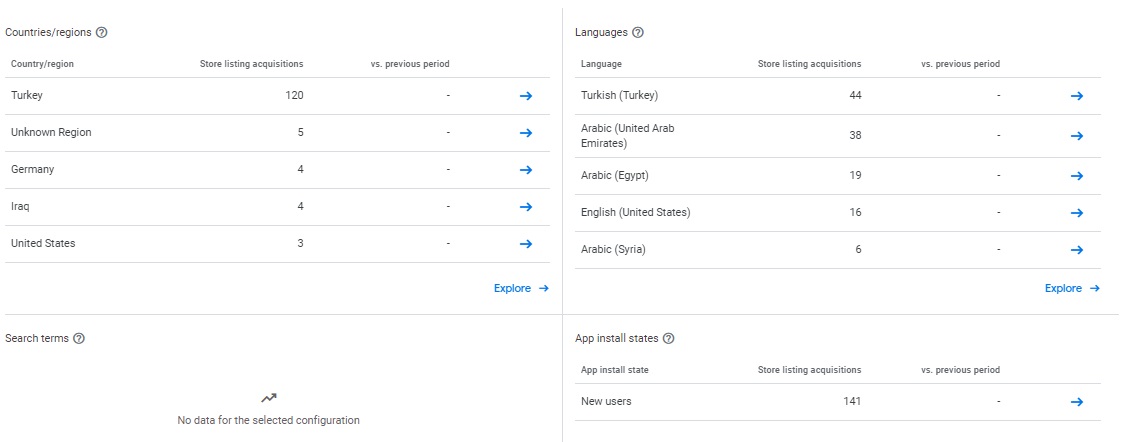 Countries/regions
Country/region Store listing acquisitions vs. previous period
Turkey 120 -
Unknown Region 5 -
Germany 4 -
Iraq 4 -
United States 3 -
Explore
Languages
Language Store listing acquisitions vs. previous period
Turkish (Turkey) 44 -
Arabic (United Arab
Emirates) 38 -
Arabic (Egypt) 19 -
English (United States) 16 -
Arabic (Syria) 6 -
Explore
Search terms
No data for the selected configuration
App install states
App install state Store listing acquisitions vs. previous period
New users 141 -